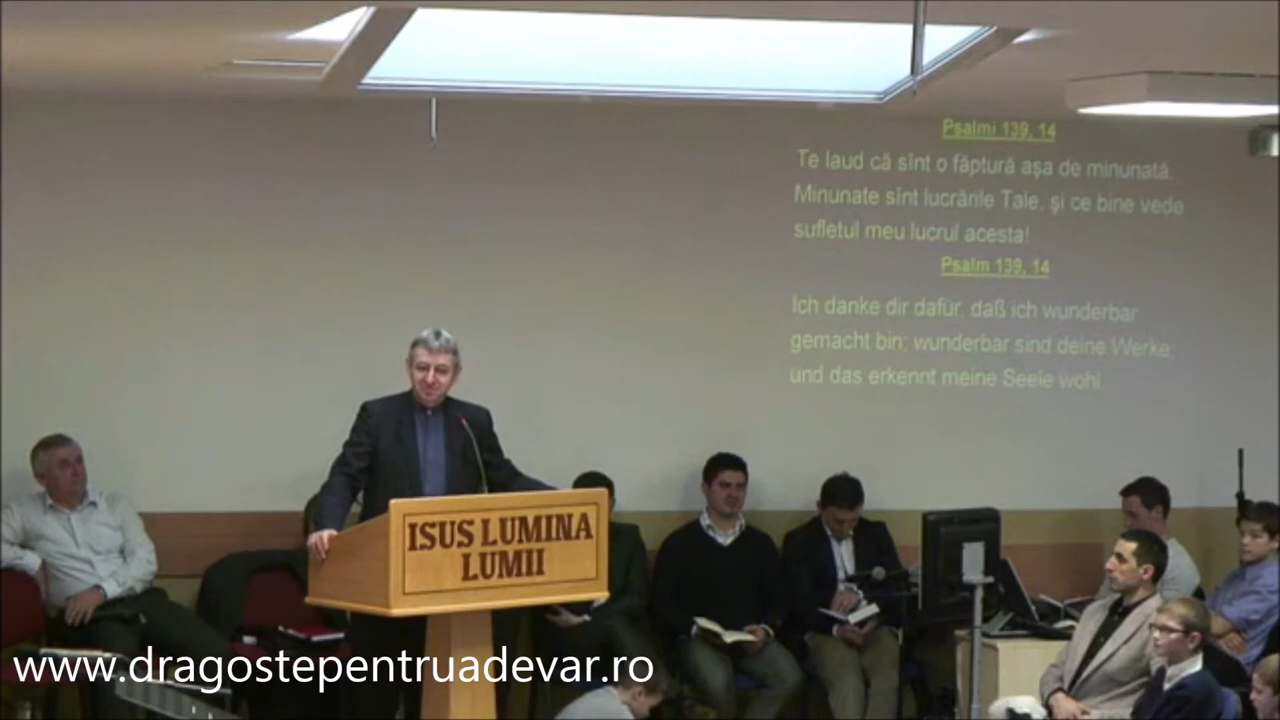 Psalmi 139, 14
Te laud că sînt o făptură așa de minunată.
Minunate sînt lucrările Tale, și ce bine vede
sufletul meu lucrul acesta!
Psalm 139, 14
Ich danke dir dafür, daß ich wunderbar
gemacht bin; wunderbar sind deine Werke;
und das erkennt meine Seele wohl
ISUS LUMINA
LUMII
www.dragostepentruadevar.ro